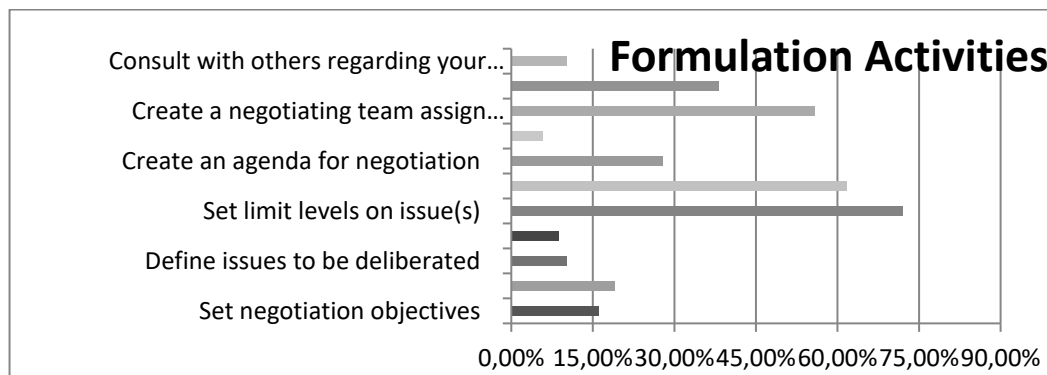 Formulation Activities
Consult with others regarding your...
Create a negotiating team assign...
Create an agenda for negotiation
Set limit levels on issue(s)
Define issues to be deliberated
Set negotiation objectives
0,00% 15,00% 30,00% 45,00% 60,00% 75,00% 90,00%